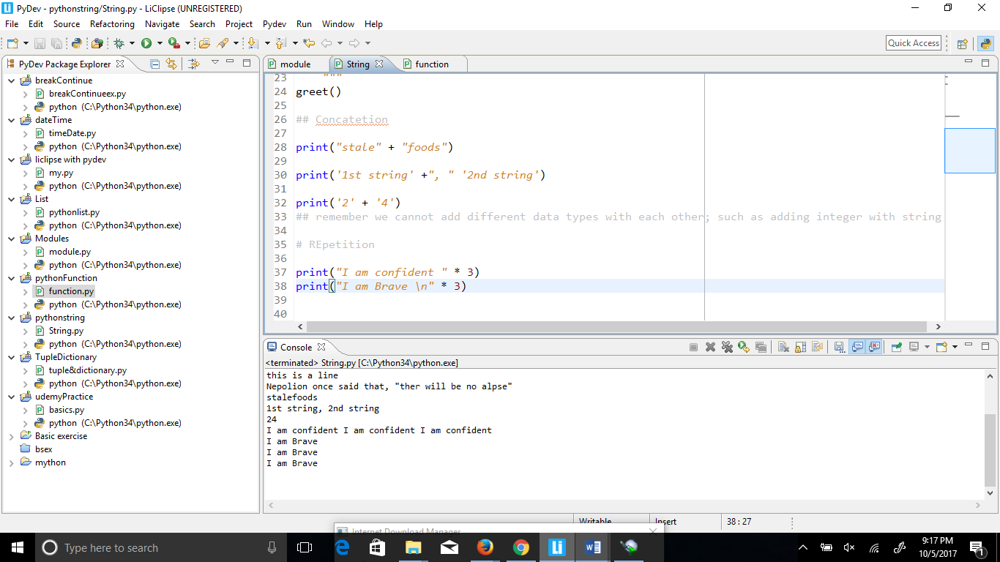 PyDev - pythonstring/String.py - LiClipse (UNREGISTERED)
File Edit Source Refactoring Navigate Search Project Pydev Run Window Help
Quick Access
PyDev Package Explorer
breakContinue
breakContinueex.py
python (C:\Python34\python.exe)
dateTime
timeDate.py
python (C:\Python34\python.exe)
liclipse with pydev
my.py
python (C:\Python34\python.exe)
List
pythonlist.py
python (C:\Python34\python.exe)
Modules
module.py
python (C:\Python34\python.exe)
pythonFunction
function.py
python (C:\Python34\python.exe)
pythonstring
String.py
python (C:\Python34\python.exe)
TupleDictionary
tuple&dictionary.py
python (C:\Python34\python.exe)
udemyPractice
basics.py
python (C:\Python34\python.exe)
Basic exercise
bsex
mython
module String function
23 """
24 greet()
25
26 ## Concatetion
27
28 print("stale" + "foods")
29
30 print('1st string' +", " '2nd string')
31
32 print('2' + '4')
33 ## remember we cannot add different data types with each other; such as adding integer with string
34
35 # REpetition
36
37 print("I am confident " * 3)
38 print("I am Brave \n" * 3)
39
40
Console
<terminated> String.py [C:\Python34\python.exe]
this is a line
Nepolion once said that, "ther will be no alpse"
stalefoods
1st string, 2nd string
24
I am confident I am confident I am confident
I am Brave
I am Brave
I am Brave
Writable Insert 38 : 27
Internet Download Manager
Type here to search
9:17 PM
10/5/2017
1